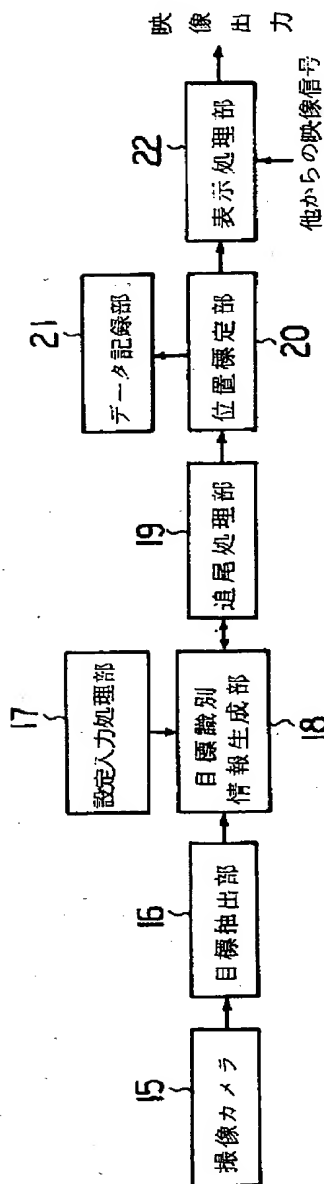 15
撮像カメラ
16
目標抽出部
17
設定入力処理部
目標識別
情報生成部
18
19
追尾処理部
21
データ記録部
位置標定部
20
22
表示処理部
映像出力
他からの映像信号